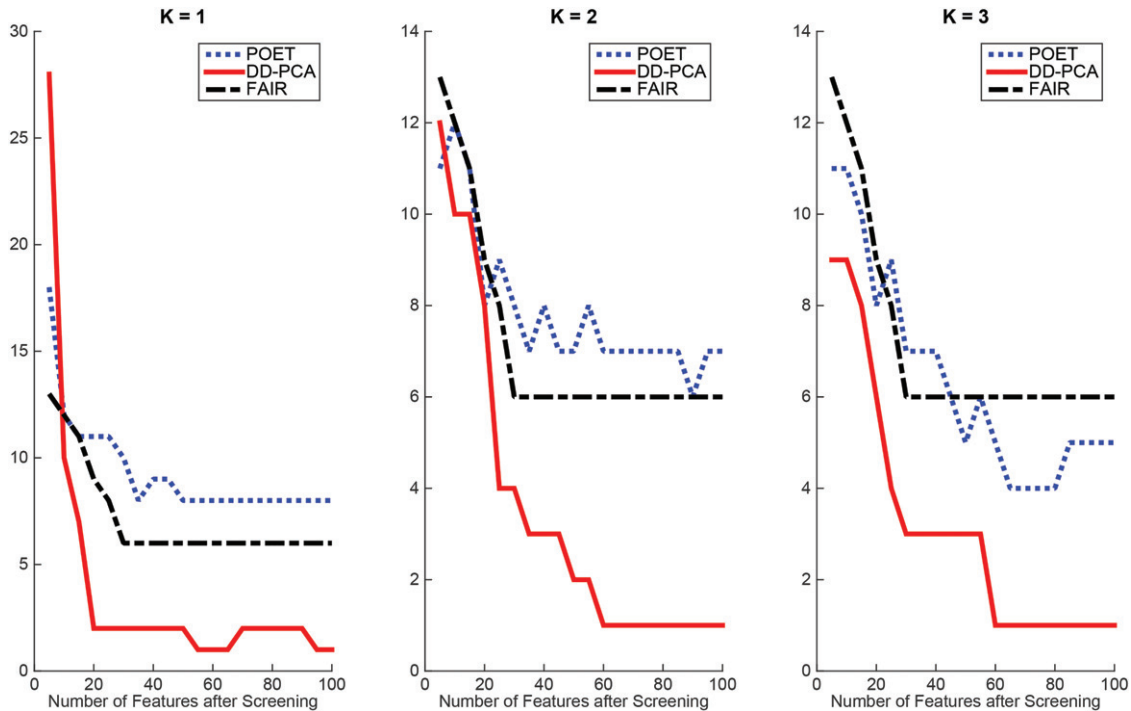 K = 1
30
25
20
15
10
5
0
0 20 40 60 80 100
Number of Features after Screening
POET
DD-PCA
FAIR
K = 2
14
12
10
8
6
4
2
0
0 20 40 60 80 100
Number of Features after Screening
POET
DD-PCA
FAIR
K = 3
14
12
10
8
6
4
2
0
0 20 40 60 80 100
Number of Features after Screening
POET
DD-PCA
FAIR